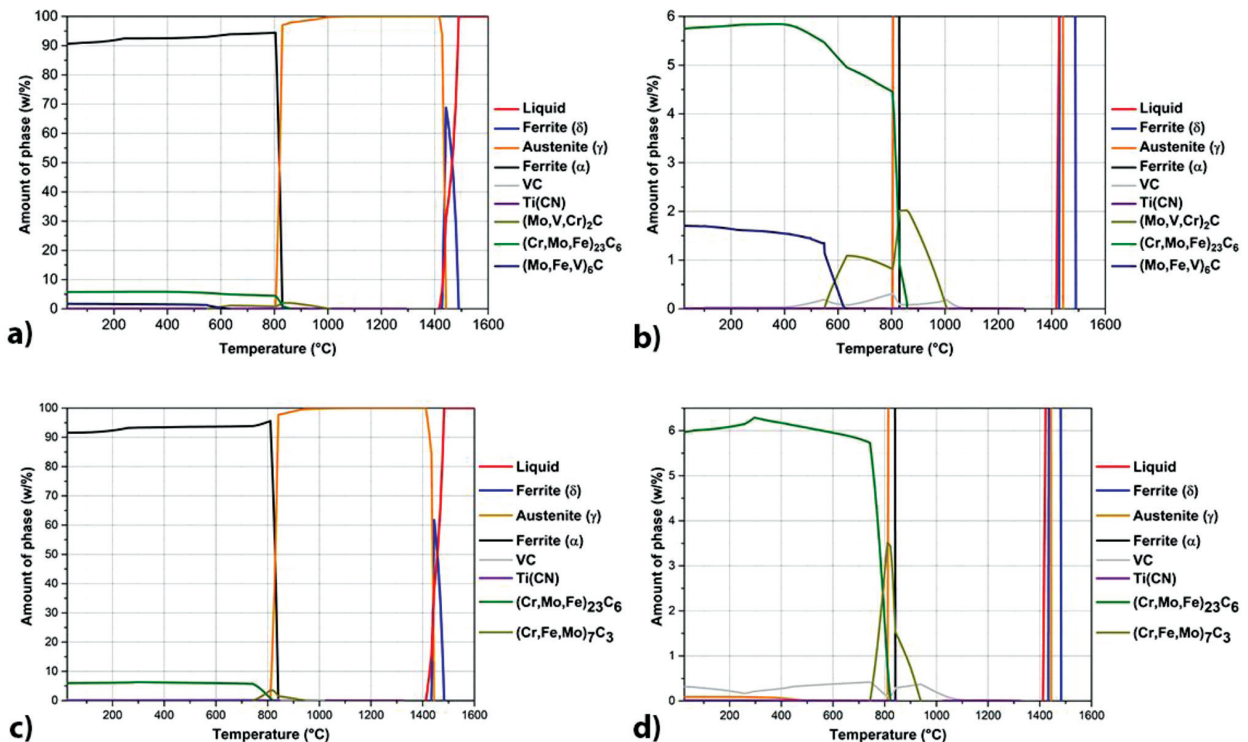 Amount of phase (w/%)
100
90
80
70
60
50
40
30
20
10
0
200 400 600 800 1000 1200 1400 1600
Temperature (°C)
Liquid
Ferrite (δ)
Austenite (γ)
Ferrite (α)
VC
Ti(CN)
(Mo,V,Cr)2C
(Cr,Mo,Fe)23C6
(Mo,Fe,V)6C
a)
Amount of phase (w/%)
6
5
4
3
2
1
0
200 400 600 800 1000 1200 1400 1600
Temperature (°C)
Liquid
Ferrite (δ)
Austenite (γ)
Ferrite (α)
VC
Ti(CN)
(Mo,V,Cr)2C
(Cr,Mo,Fe)23C6
(Mo,Fe,V)6C
b)
Amount of phase (w/%)
100
90
80
70
60
50
40
30
20
10
0
200 400 600 800 1000 1200 1400 1600
Temperature (°C)
Liquid
Ferrite (δ)
Austenite (γ)
Ferrite (α)
VC
Ti(CN)
(Cr,Mo,Fe)23C6
(Cr,Fe,Mo)7C3
c)
Amount of phase (w/%)
6
5
4
3
2
1
0
200 400 600 800 1000 1200 1400 1600
Temperature (°C)
Liquid
Ferrite (δ)
Austenite (γ)
Ferrite (α)
VC
Ti(CN)
(Cr,Mo,Fe)23C6
(Cr,Fe,Mo)7C3
d)